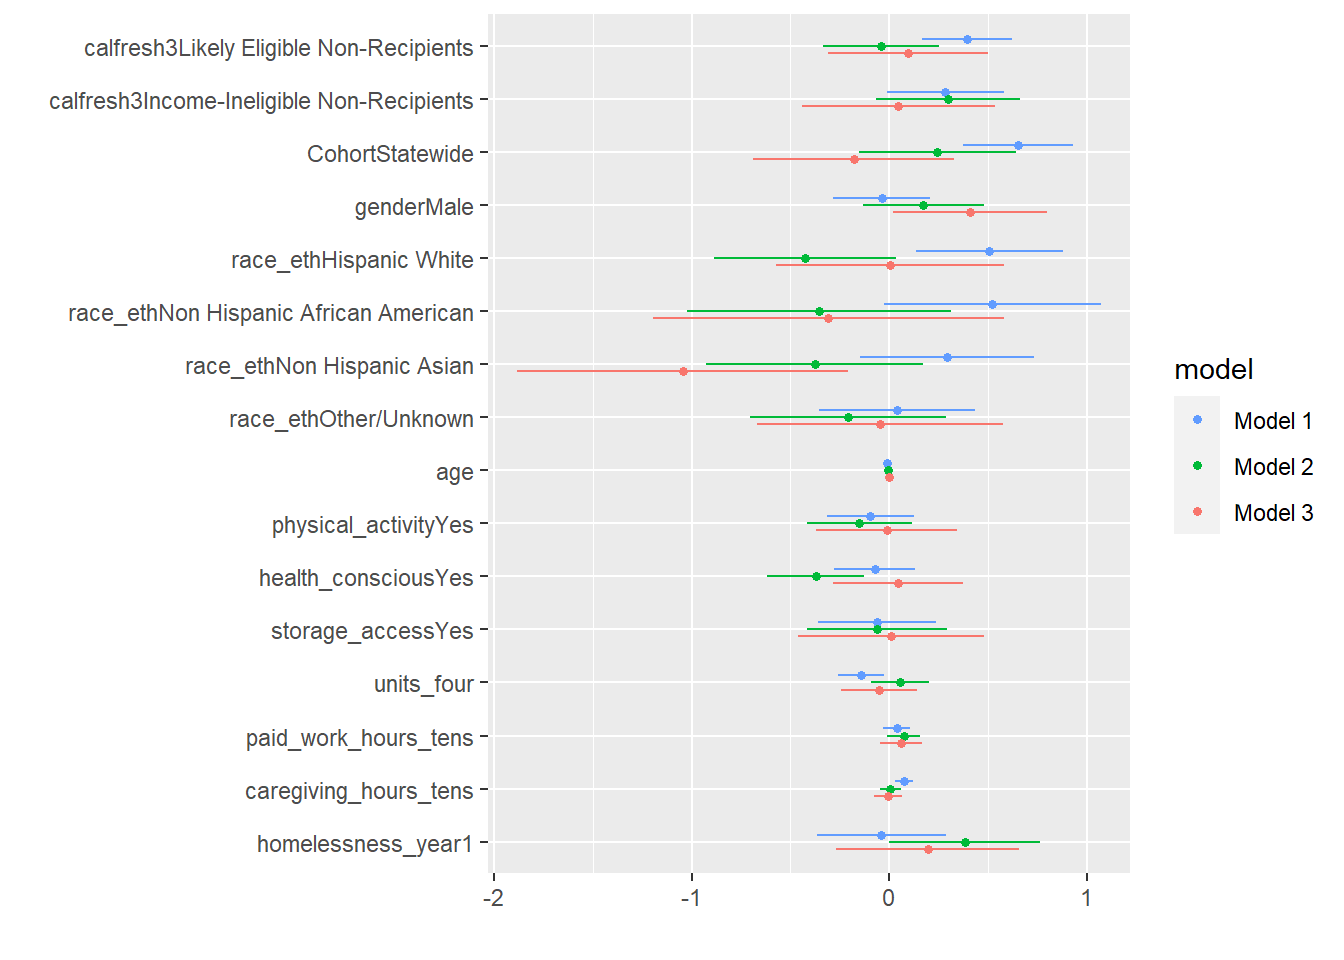 calfresh3Likely Eligible Non-Recipients
calfresh3Income-Ineligible Non-Recipients
CohortStatewide
genderMale
race_ethHispanic White
race_ethNon Hispanic African American
race_ethNon Hispanic Asian
race_ethOther/Unknown
age
physical_activityYes
health_consciousYes
storage_accessYes
units_four
paid_work_hours_tens
caregiving_hours_tens
homelessness_year1
-2 -1 0 1
model
Model 1
Model 2
Model 3